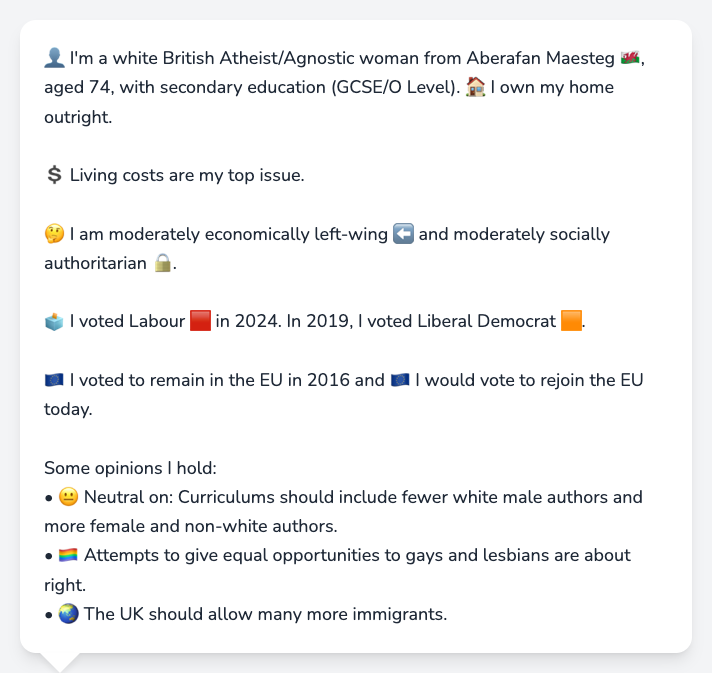 👤 I'm a white British Atheist/Agnostic woman from Aberafan Maesteg 🏴󠁧󠁢󠁷󠁬󠁳󠁿,
aged 74, with secondary education (GCSE/O Level). 🏠 I own my home
outright.
💲 Living costs are my top issue.
🤔 I am moderately economically left-wing ⬅️ and moderately socially
authoritarian 🔒.
🗳️ I voted Labour 🟥 in 2024. In 2019, I voted Liberal Democrat 🟧.
🇪🇺 I voted to remain in the EU in 2016 and 🇪🇺 I would vote to rejoin the EU
today.
Some opinions I hold:
• 😐 Neutral on: Curriculums should include fewer white male authors and
more female and non-white authors.
• 🏳️‍🌈 Attempts to give equal opportunities to gays and lesbians are about
right.
• 🌏 The UK should allow many more immigrants.